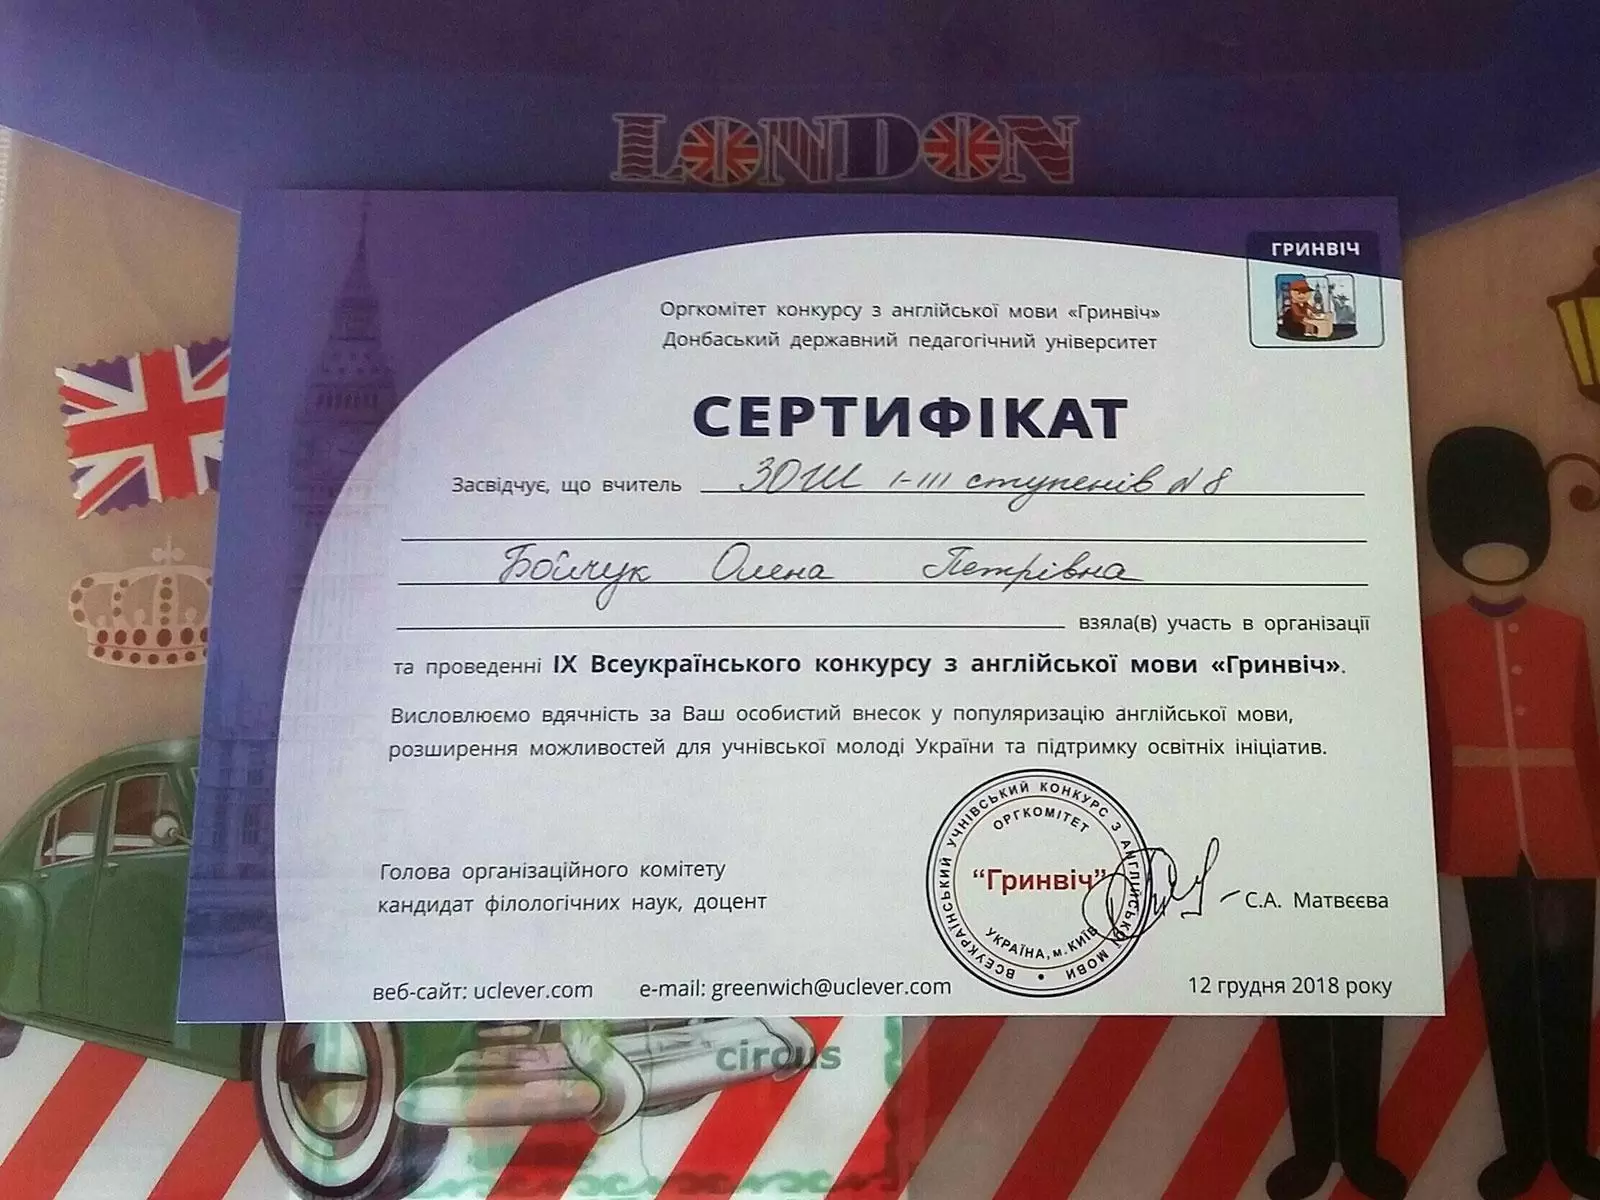 LONDON
ГРИНВІЧ
Оргкомітет конкурсу з англійської мови «Гринвіч»
Донбаський державний педагогічний університет
СЕРТИФІКАТ
Засвідчує, що вчитель ЗОШ І-ІІІ ступенів №8
Бойчук Олена Петрівна
взяла(в) участь в організації
та проведенні IX Всеукраїнського конкурсу з англійської мови «Гринвіч».
Висловлюємо вдячність за Ваш особистий внесок у популяризацію англійської мови,
розширення можливостей для учнівської молоді України та підтримку освітніх ініціатив.
ВСЕУКРАЇНСЬКИЙ УЧНІВСЬКИЙ КОНКУРС З АНГЛІЙСЬКОЇ МОВИ
ОРГКОМІТЕТ
“Гринвіч”
УКРАЇНА, м. КИЇВ
Голова організаційного комітету
кандидат філологічних наук, доцент
С.А. Матвєєва
веб-сайт: uclever.com e-mail: greenwich@uclever.com 12 грудня 2018 року
circus